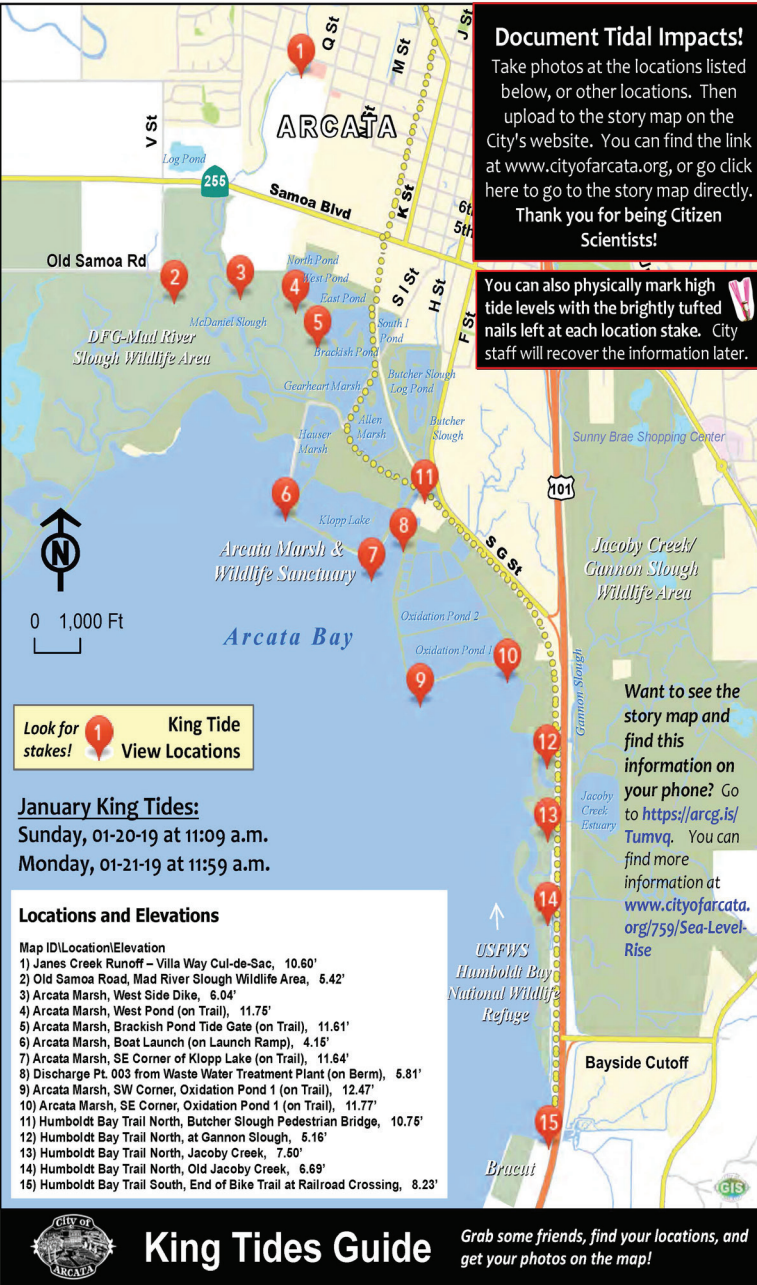 Document Tidal Impacts!
Take photos at the locations listed
below, or other locations. Then
upload to the story map on the
City's website. You can find the link
at www.cityofarcata.org, or go click
here to go to the story map directly.
Thank you for being Citizen
Scientists!
You can also physically mark high
tide levels with the brightly tufted
nails left at each location stake. City
staff will recover the information later.
Q St
M St
J St
1
ARCATA
V St
Log Pond
255
Samoa Blvd
K St
6th
5th
Old Samoa Rd
2
3
4
North Pond
West Pond
East Pond
5
McDaniel Slough
DFG-Mad River
Slough Wildlife Area
Brackish Pond
South I
Pond
S I St
H St
F St
Gearheart Marsh
Butcher Slough
Log Pond
Allen
Marsh
Hauser
Marsh
Butcher
Slough
Sunny Brae Shopping Center
11
101
6
Klopp Lake
8
7
S G St
Arcata Marsh &
Wildlife Sanctuary
Jacoby Creek/
Gannon Slough
Wildlife Area
N
0 1,000 Ft
Arcata Bay
Oxidation Pond 2
Oxidation Pond 1
10
9
Gannon Slough
12
13
14
Jacoby
Creek
Estuary
Want to see the
story map and
find this
information on
your phone? Go
to https://arcg.is/
Tumvq. You can
find more
information at
www.cityofarcata.
org/759/Sea-Level-
Rise
Look for
stakes!
1
King Tide
View Locations
January King Tides:
Sunday, 01-20-19 at 11:09 a.m.
Monday, 01-21-19 at 11:59 a.m.
USFWS
Humboldt Bay
National Wildlife
Refuge
Bayside Cutoff
15
Bracut
GIS
Locations and Elevations
Map ID\Location\Elevation
1) Janes Creek Runoff – Villa Way Cul-de-Sac, 10.60'
2) Old Samoa Road, Mad River Slough Wildlife Area, 5.42'
3) Arcata Marsh, West Side Dike, 6.04'
4) Arcata Marsh, West Pond (on Trail), 11.75'
5) Arcata Marsh, Brackish Pond Tide Gate (on Trail), 11.61'
6) Arcata Marsh, Boat Launch (on Launch Ramp), 4.15'
7) Arcata Marsh, SE Corner of Klopp Lake (on Trail), 11.64'
8) Discharge Pt. 003 from Waste Water Treatment Plant (on Berm), 5.81'
9) Arcata Marsh, SW Corner, Oxidation Pond 1 (on Trail), 12.47'
10) Arcata Marsh, SE Corner, Oxidation Pond 1 (on Trail), 11.77'
11) Humboldt Bay Trail North, Butcher Slough Pedestrian Bridge, 10.75'
12) Humboldt Bay Trail North, at Gannon Slough, 5.16'
13) Humboldt Bay Trail North, Jacoby Creek, 7.50'
14) Humboldt Bay Trail North, Old Jacoby Creek, 6.69'
15) Humboldt Bay Trail South, End of Bike Trail at Railroad Crossing, 8.23'
City of
ARCATA
King Tides Guide
Grab some friends, find your locations, and
get your photos on the map!